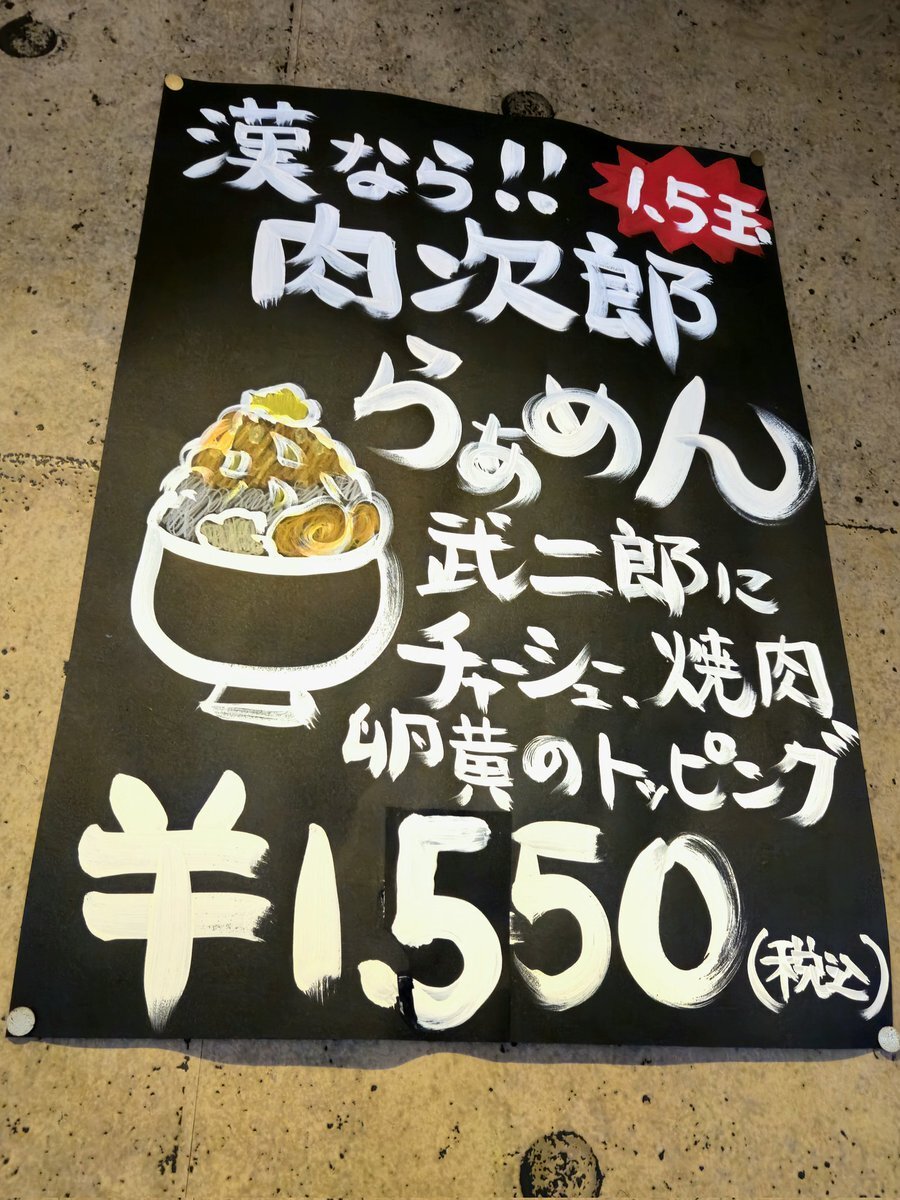 漢なら!!
1.5玉
肉次郎
らぁめん
武二郎に
チャーシュー、焼肉
卵黄のトッピング
¥1.550
(税込)